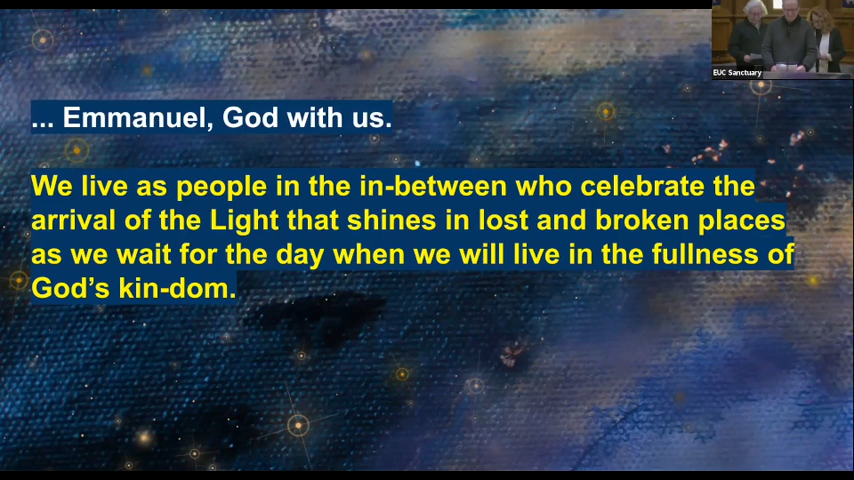 EUC Sanctuary
... Emmanuel, God with us.
We live as people in the in-between who celebrate the
arrival of the Light that shines in lost and broken places
as we wait for the day when we will live in the fullness of
God’s kin-dom.